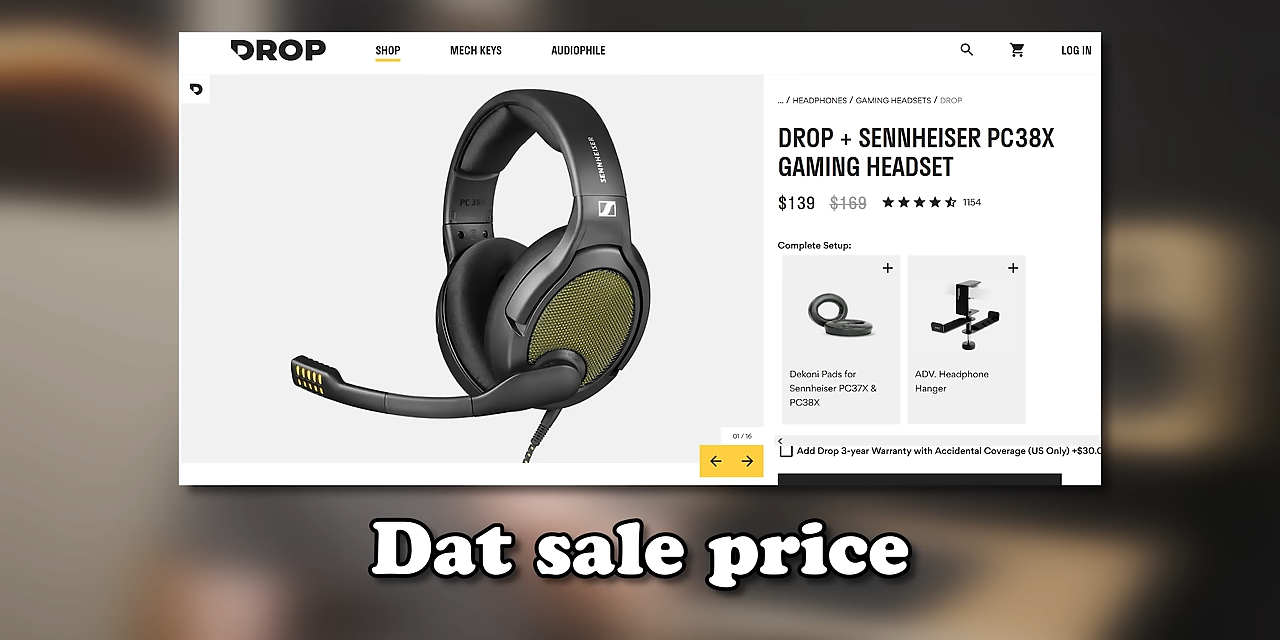 DROP
SHOP
MECH KEYS
AUDIOPHILE
LOG IN
... / HEADPHONES / GAMING HEADSETS / DROP
DROP + SENNHEISER PC38X
GAMING HEADSET
$139 $169 1154
Complete Setup:
SENNHEISER
PC 38X
Dekoni Pads for
Sennheiser PC37X &
PC38X
ADV. Headphone
Hanger
01 / 16
Add Drop 3-year Warranty with Accidental Coverage (US Only) +$30.0
Dat sale price